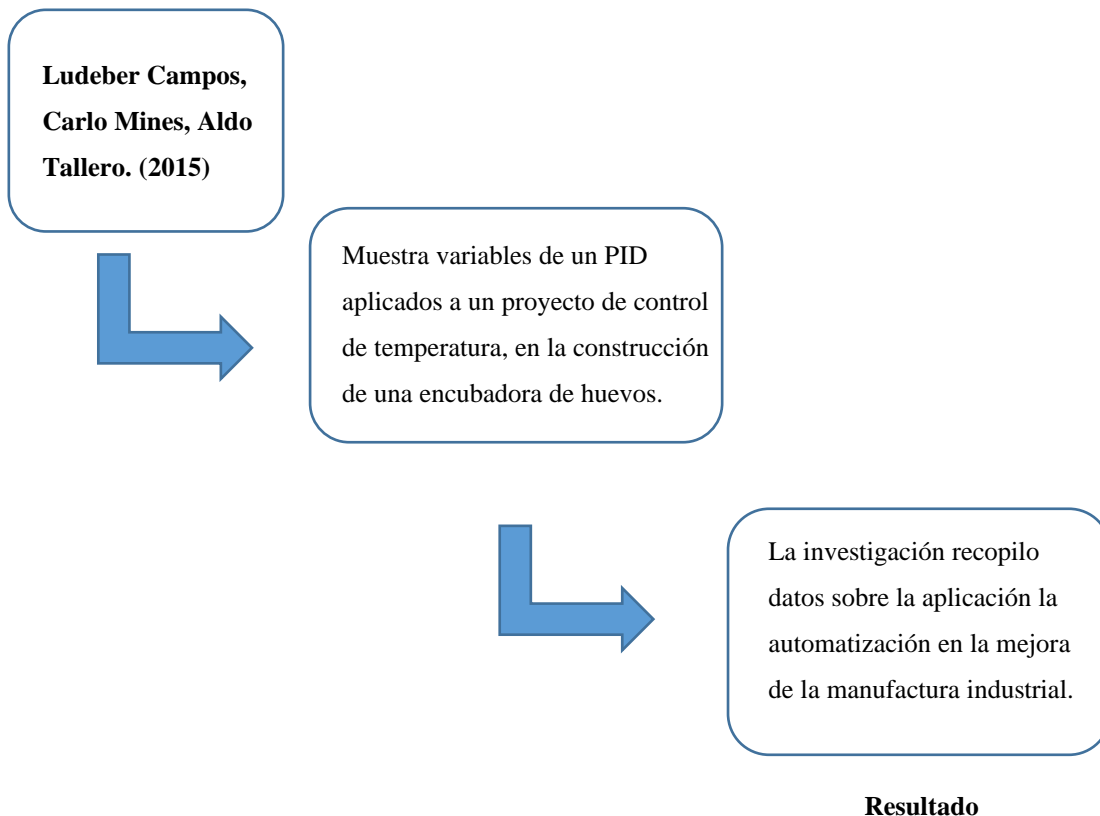 Ludeber Campos,
Carlo Mines, Aldo
Tallero. (2015)
Muestra variables de un PID
aplicados a un proyecto de control
de temperatura, en la construcción
de una encubadora de huevos.
La investigación recopilo
datos sobre la aplicación la
automatización en la mejora
de la manufactura industrial.
Resultado